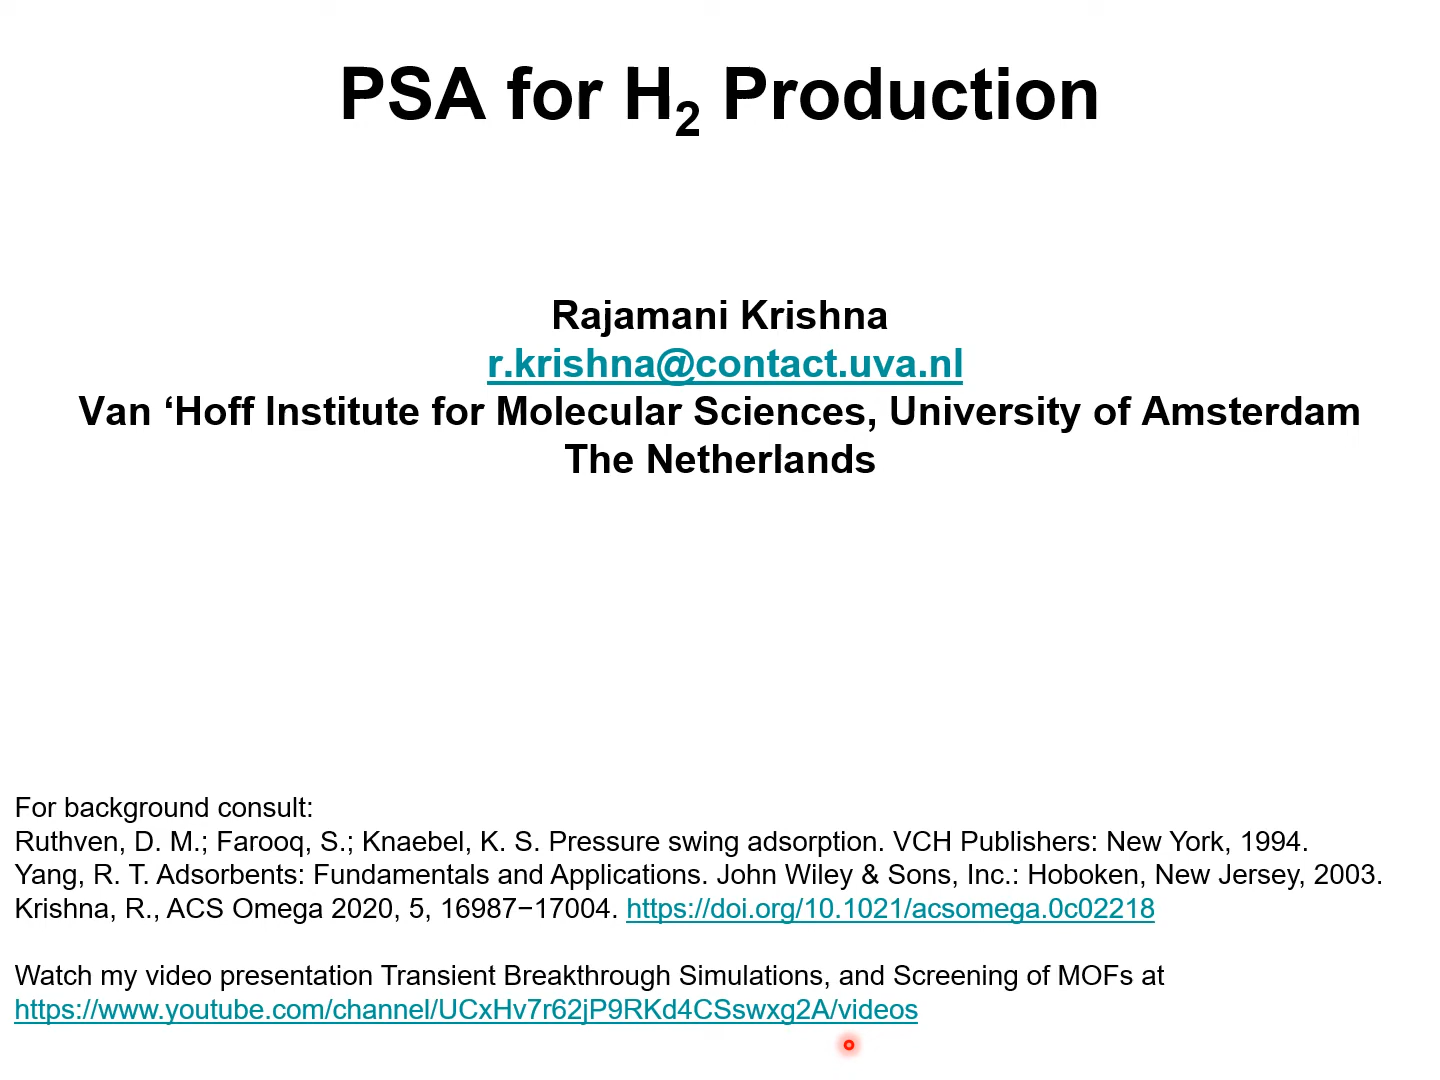 PSA for H₂ Production
Rajamani Krishna
r.krishna@contact.uva.nl
Van ‘Hoff Institute for Molecular Sciences, University of Amsterdam
The Netherlands
For background consult:
Ruthven, D. M.; Farooq, S.; Knaebel, K. S. Pressure swing adsorption. VCH Publishers: New York, 1994.
Yang, R. T. Adsorbents: Fundamentals and Applications. John Wiley & Sons, Inc.: Hoboken, New Jersey, 2003.
Krishna, R., ACS Omega 2020, 5, 16987−17004. https://doi.org/10.1021/acsomega.0c02218
Watch my video presentation Transient Breakthrough Simulations, and Screening of MOFs at
https://www.youtube.com/channel/UCxHv7r62jP9RKd4CSswxg2A/videos